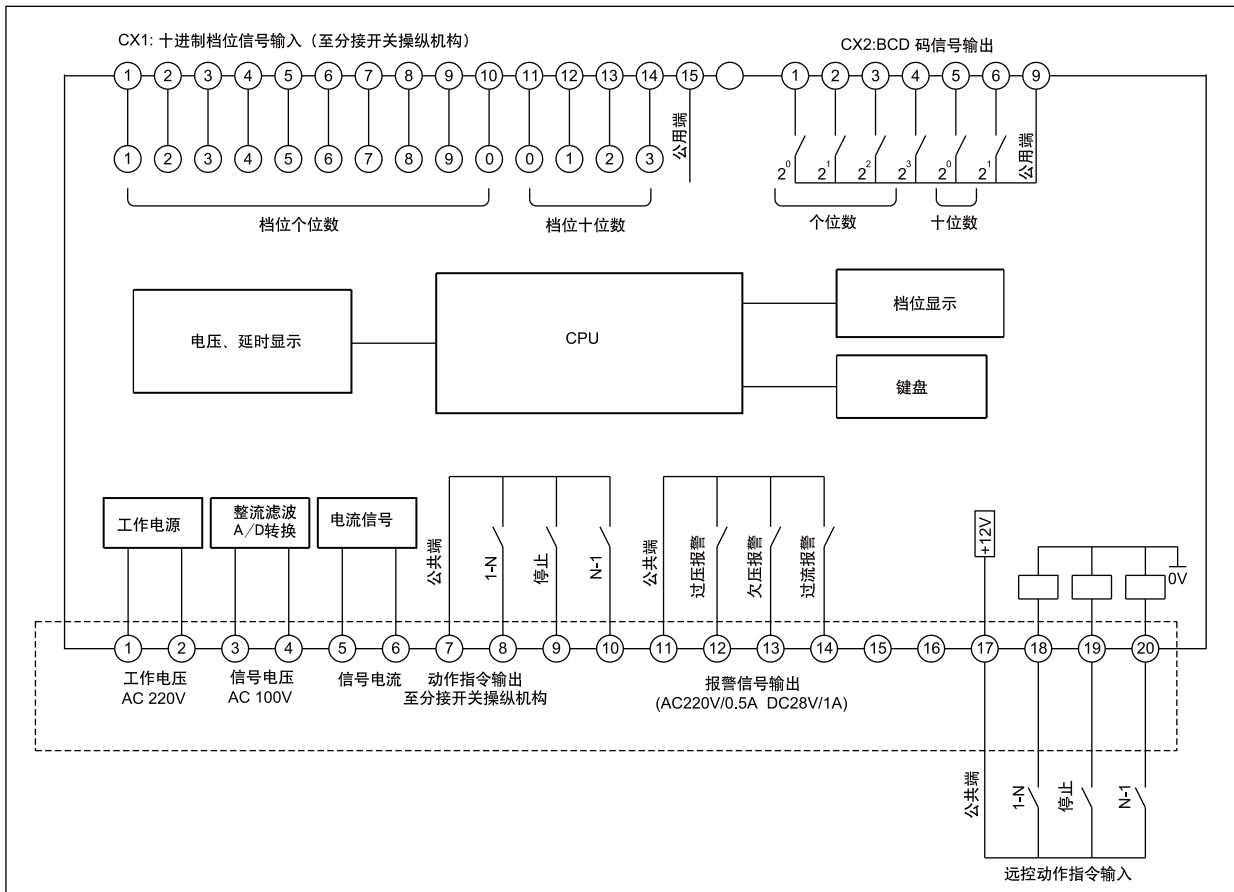 CX1: 十进制档位信号输入（至分接开关操纵机构）
CX2:BCD 码信号输出
1 2 3 4 5 6 7 8 9 10 11 12 13 14 15
1 2 3 4 5 6 9
公用端
公用端
1 2 3 4 5 6 7 8 9 0 0 1 2 3
2⁰ 2¹ 2² 2³ 2⁰ 2¹
档位个位数
档位十位数
个位数
十位数
电压、延时显示
CPU
档位显示
键盘
工作电源
整流滤波
A/D转换
电流信号
公共端
1-N
停止
N-1
公共端
过压报警
欠压报警
过流报警
+12V
0V
1 2 3 4 5 6 7 8 9 10 11 12 13 14 15 16 17 18 19 20
工作电压
AC 220V
信号电压
AC 100V
信号电流
动作指令输出
至分接开关操纵机构
报警信号输出
(AC220V/0.5A DC28V/1A)
公共端
1-N
停止
N-1
远控动作指令输入